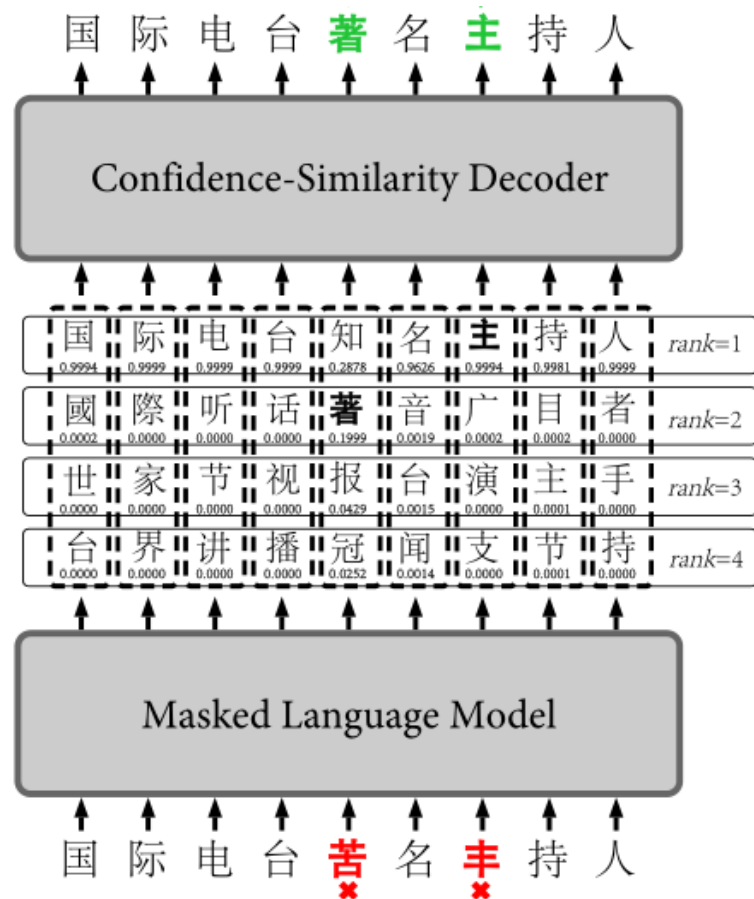 国 际 电 台 著 名 主 持 人
Confidence-Similarity Decoder
国 际 电 台 知 名 主 持 人 rank=1
0.9994 0.9999 0.9999 0.9999 0.2878 0.9626 0.9994 0.9981 0.9999
國 際 听 话 著 音 广 目 者 rank=2
0.0002 0.0000 0.0000 0.0000 0.1999 0.0019 0.0002 0.0002 0.0000
世 家 节 视 报 台 演 主 手 rank=3
0.0000 0.0000 0.0000 0.0000 0.0429 0.0015 0.0000 0.0001 0.0000
台 界 讲 播 冠 闻 支 节 持 rank=4
0.0000 0.0000 0.0000 0.0000 0.0252 0.0014 0.0000 0.0001 0.0000
Masked Language Model
国 际 电 台 苦 名 丰 持 人